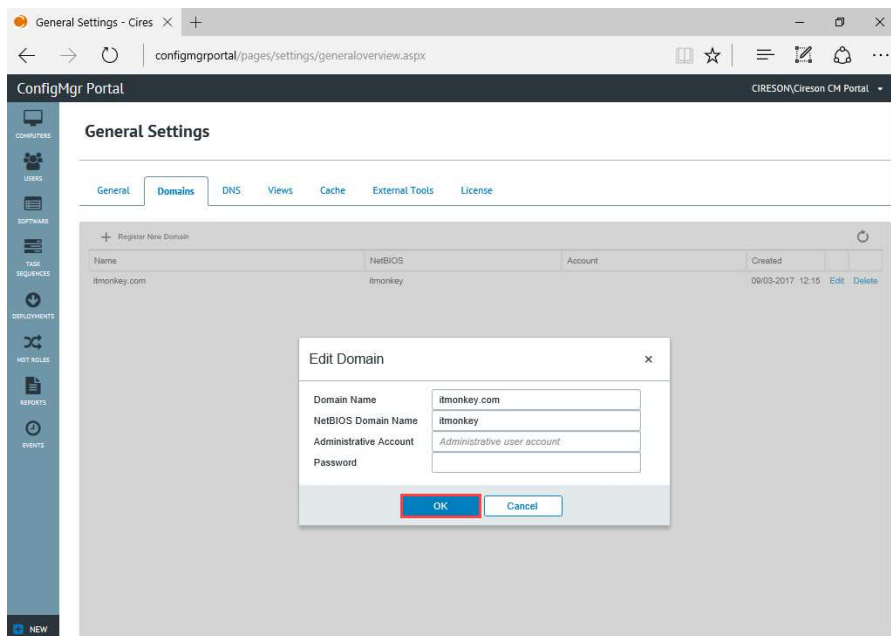 General Settings - Cires
configmgrportal/pages/settings/generaloverview.aspx
ConfigMgr Portal
CIRESON\Cireson CM Portal
COMPUTERS
USERS
SOFTWARE
TASK
SEQUENCES
DEPLOYMENTS
MDT ROLES
REPORTS
EVENTS
NEW
General Settings
General Domains DNS Views Cache External Tools License
Register New Domain
Name NetBIOS Account Created
itmonkey.com itmonkey 09/03-2017 12:15 Edit Delete
Edit Domain
Domain Name itmonkey.com
NetBIOS Domain Name itmonkey
Administrative Account Administrative user account
Password
OK Cancel